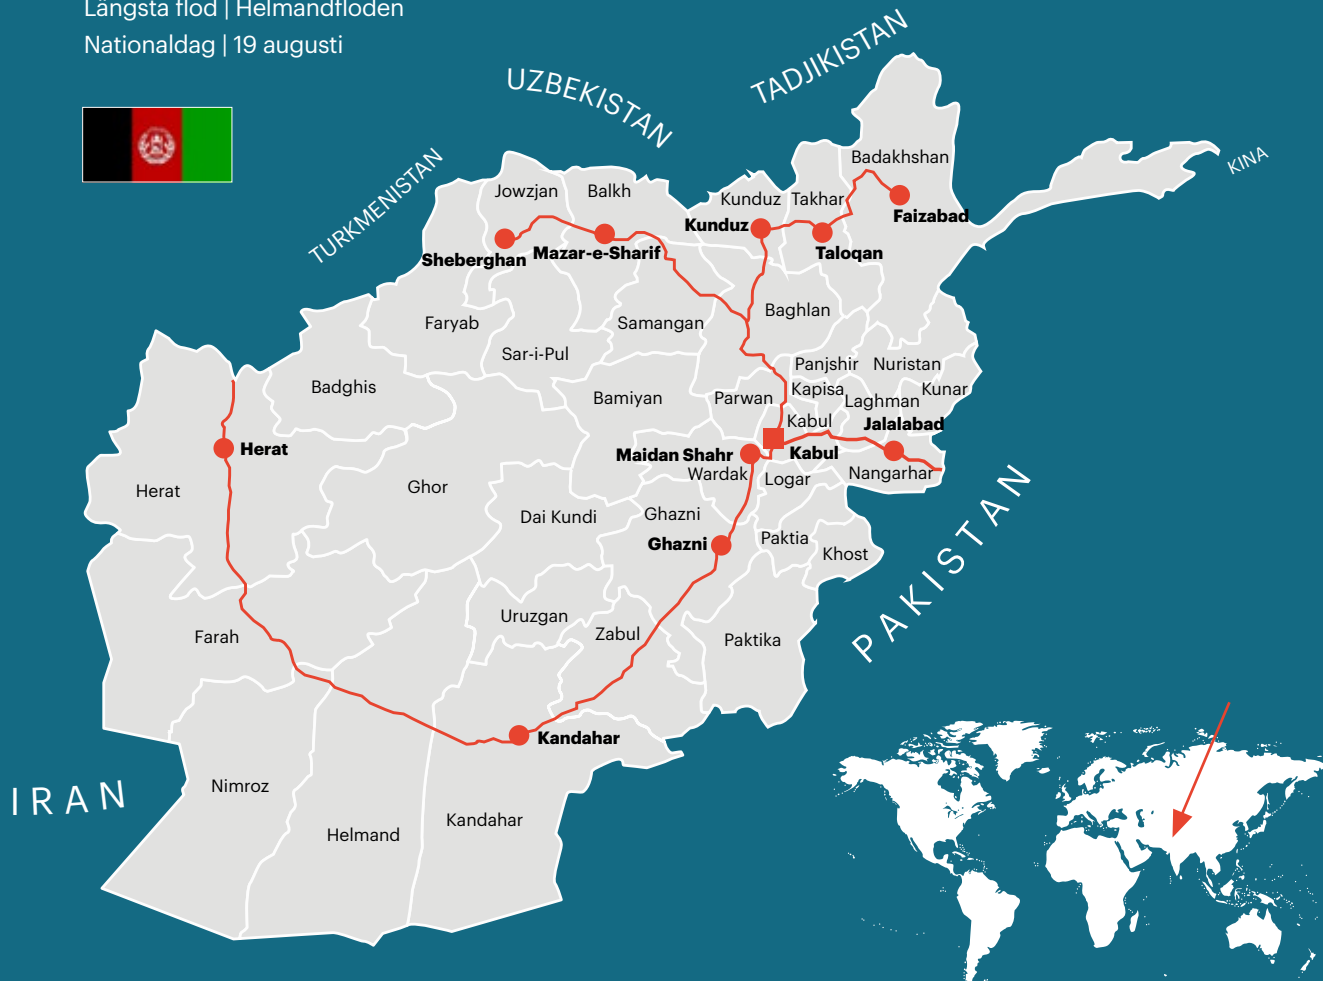 Längsta flod | Helmandfloden
Nationaldag | 19 augusti
UZBEKISTAN
TADJIKISTAN
TURKMENISTAN
KINA
Badakhshan
Jowzjan
Balkh
Kunduz
Takhar
Faizabad
Kunduz
Sheberghan
Mazar-e-Sharif
Taloqan
Baghlan
Faryab
Samangan
Sar-i-Pul
Panjshir
Nuristan
Badghis
Bamiyan
Parwan
Kapisa
Kunar
Laghman
Kabul
Jalalabad
Herat
Maidan Shahr
Kabul
Wardak
Logar
Nangarhar
Herat
Ghor
Dai Kundi
Ghazni
Ghazni
Paktia
Khost
PAKISTAN
Uruzgan
Farah
Zabul
Paktika
Kandahar
IRAN
Nimroz
Helmand
Kandahar